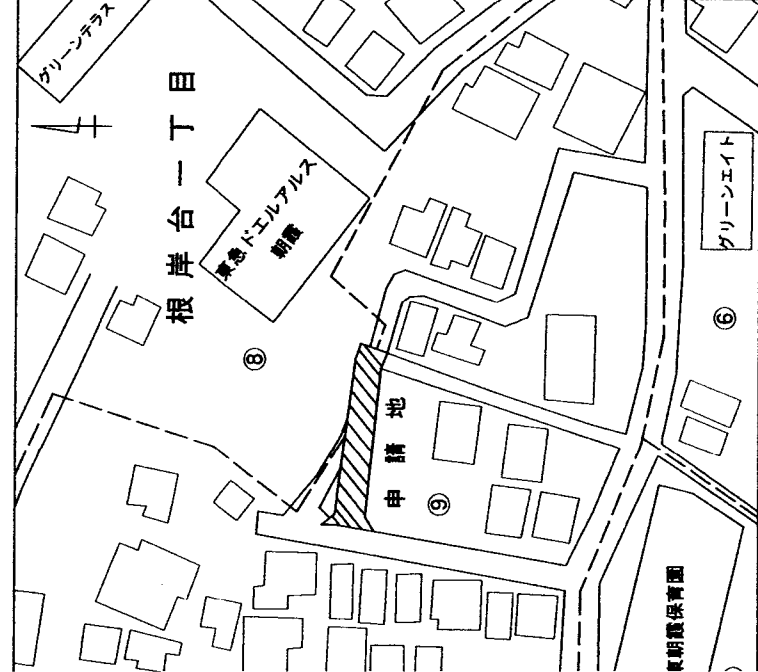 グリーンテラス
根岸台一丁目
東急ドエルアルス
朝霞
⑧
申請地
⑨
グリーンエイト
⑥
東朝霞保育園